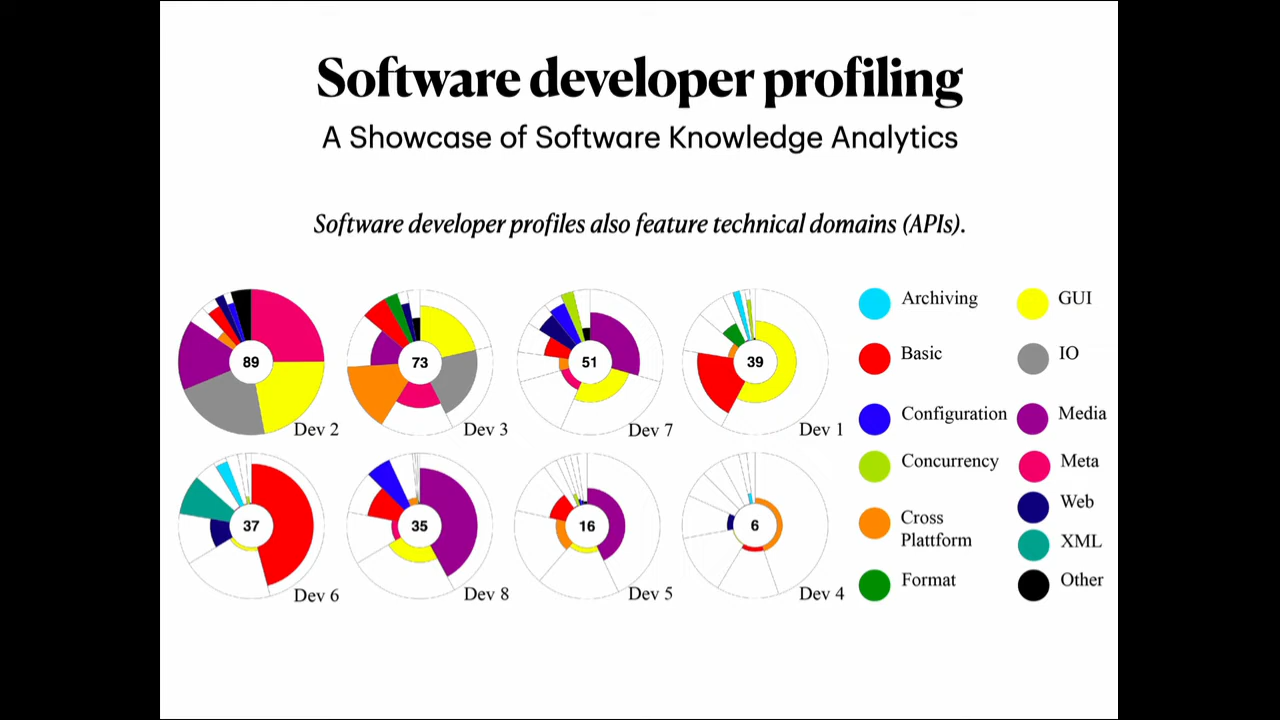 Software developer profiling
A Showcase of Software Knowledge Analytics
Software developer profiles also feature technical domains (APIs).
89
Dev 2
73
Dev 3
51
Dev 7
39
Dev 1
37
Dev 6
35
Dev 8
16
Dev 5
6
Dev 4
Archiving
Basic
Configuration
Concurrency
Cross
Plattform
Format
GUI
IO
Media
Meta
Web
XML
Other